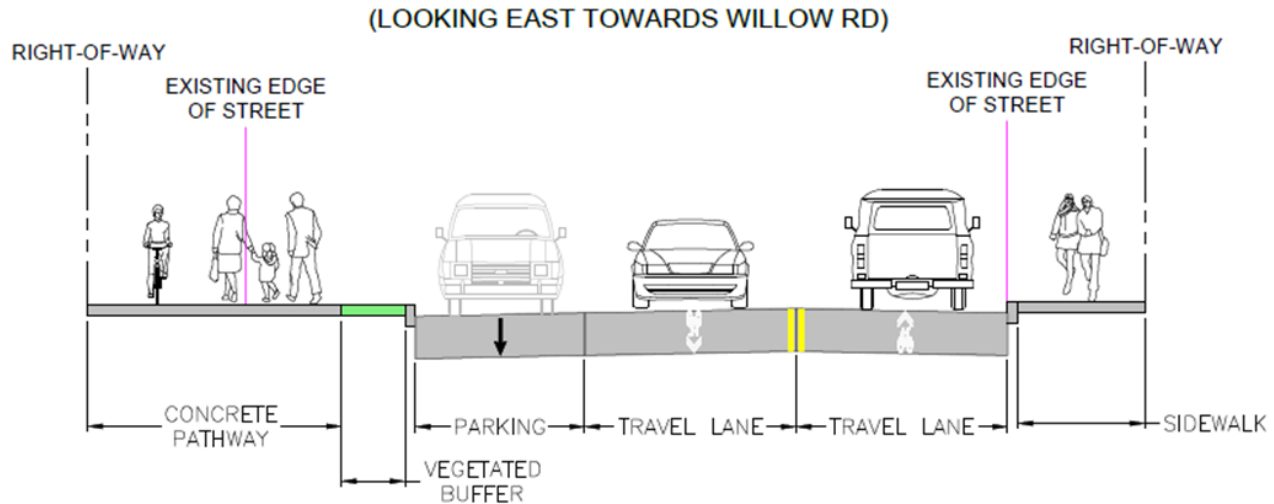 (LOOKING EAST TOWARDS WILLOW RD)
RIGHT-OF-WAY
RIGHT-OF-WAY
EXISTING EDGE
OF STREET
EXISTING EDGE
OF STREET
CONCRETE
PATHWAY
PARKING
TRAVEL LANE
TRAVEL LANE
SIDEWALK
VEGETATED
BUFFER